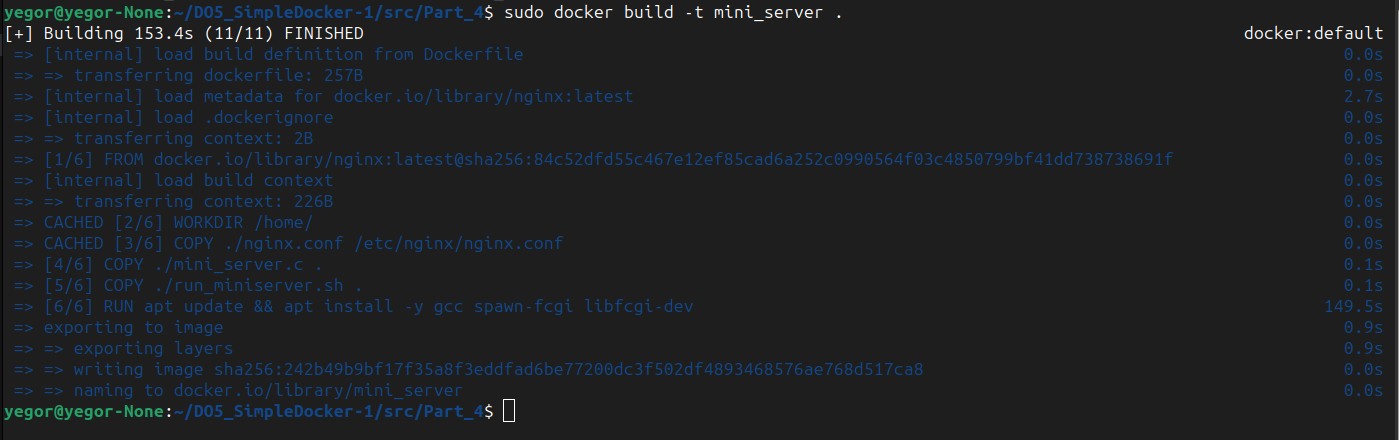 yegor@yegor-None:~/DO5_SimpleDocker-1/src/Part_4$ sudo docker build -t mini_server .
[+] Building 153.4s (11/11) FINISHED docker:default
=> [internal] load build definition from Dockerfile 0.0s
=> => transferring dockerfile: 257B 0.0s
=> [internal] load metadata for docker.io/library/nginx:latest 2.7s
=> [internal] load .dockerignore 0.0s
=> => transferring context: 2B 0.0s
=> [1/6] FROM docker.io/library/nginx:latest@sha256:84c52dfd55c467e12ef85cad6a252c0990564f03c4850799bf41dd738738691f 0.0s
=> [internal] load build context 0.0s
=> => transferring context: 226B 0.0s
=> CACHED [2/6] WORKDIR /home/ 0.0s
=> CACHED [3/6] COPY ./nginx.conf /etc/nginx/nginx.conf 0.0s
=> [4/6] COPY ./mini_server.c . 0.1s
=> [5/6] COPY ./run_miniserver.sh . 0.1s
=> [6/6] RUN apt update && apt install -y gcc spawn-fcgi libfcgi-dev 149.5s
=> exporting to image 0.9s
=> => exporting layers 0.9s
=> => writing image sha256:242b49b9bf17f35a8f3eddfad6be77200dc3f502df4893468576ae768d517ca8 0.0s
=> => naming to docker.io/library/mini_server 0.0s
yegor@yegor-None:~/DO5_SimpleDocker-1/src/Part_4$